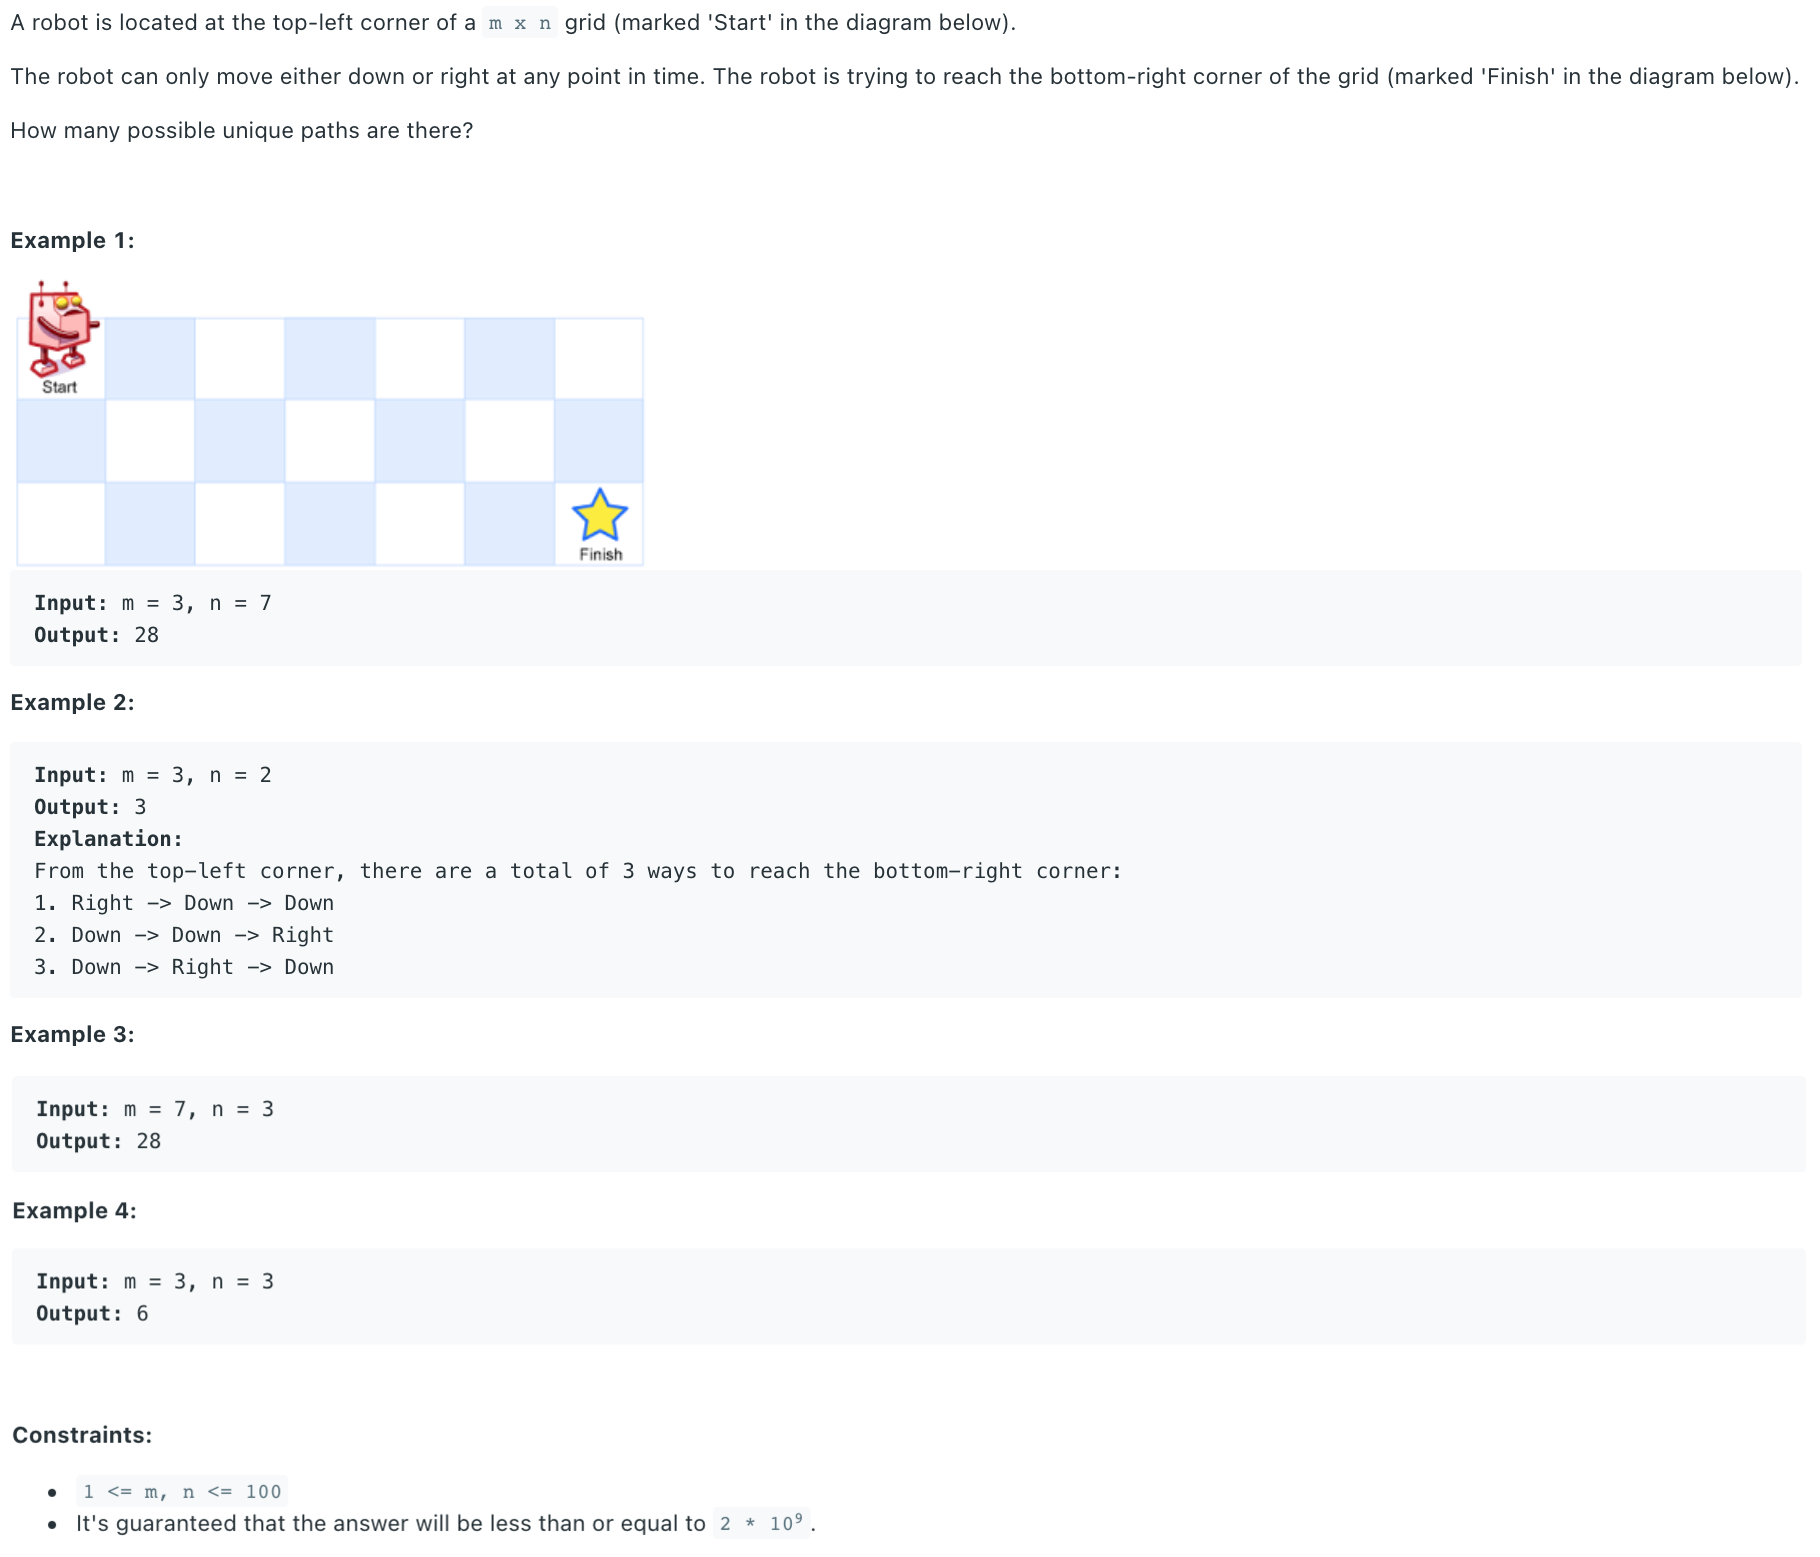 A robot is located at the top-left corner of a m x n grid (marked 'Start' in the diagram below).
The robot can only move either down or right at any point in time. The robot is trying to reach the bottom-right corner of the grid (marked 'Finish' in the diagram below).
How many possible unique paths are there?
Example 1:
Start
Finish
Input: m = 3, n = 7
Output: 28
Example 2:
Input: m = 3, n = 2
Output: 3
Explanation:
From the top-left corner, there are a total of 3 ways to reach the bottom-right corner:
1. Right -> Down -> Down
2. Down -> Down -> Right
3. Down -> Right -> Down
Example 3:
Input: m = 7, n = 3
Output: 28
Example 4:
Input: m = 3, n = 3
Output: 6
Constraints:
• 1 <= m, n <= 100
• It's guaranteed that the answer will be less than or equal to 2 * 10⁹.